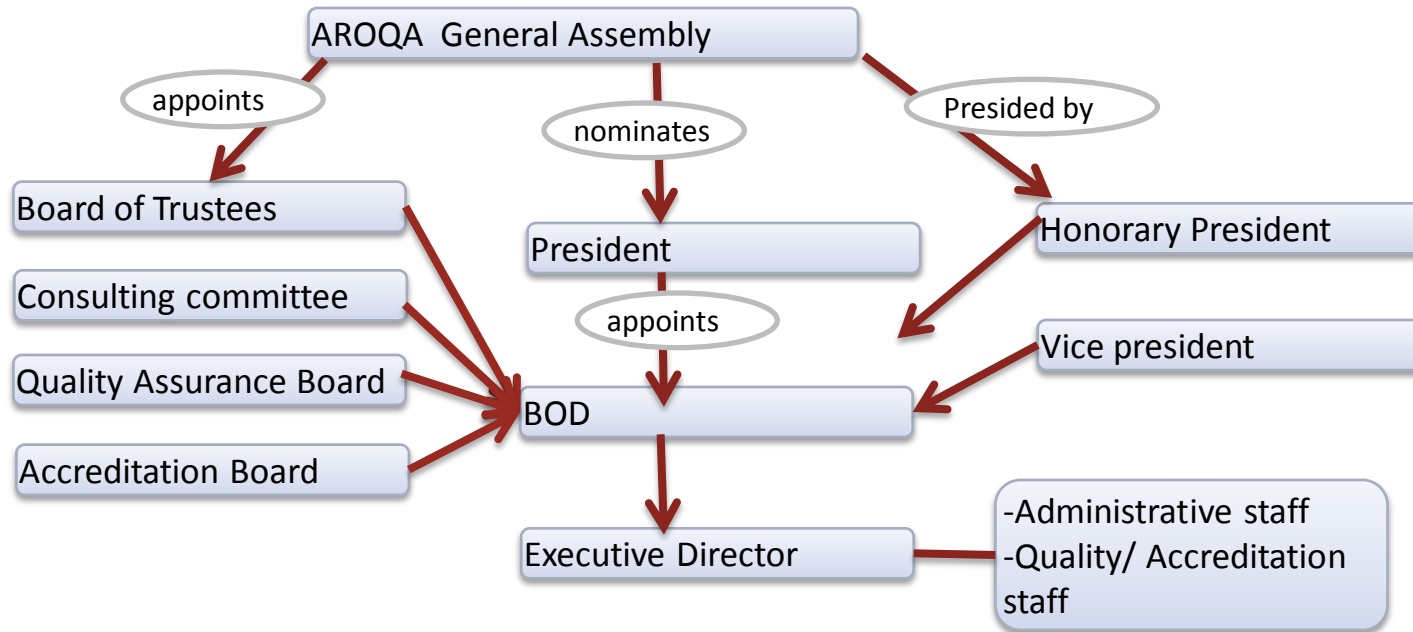 AROQA  General Assembly
appoints
nominates
Presided by
Board of Trustees
President
Honorary President
Consulting committee
appoints
Vice president
Quality Assurance Board
BOD
Accreditation Board
Executive Director
-Administrative staff
-Quality/ Accreditation
staff